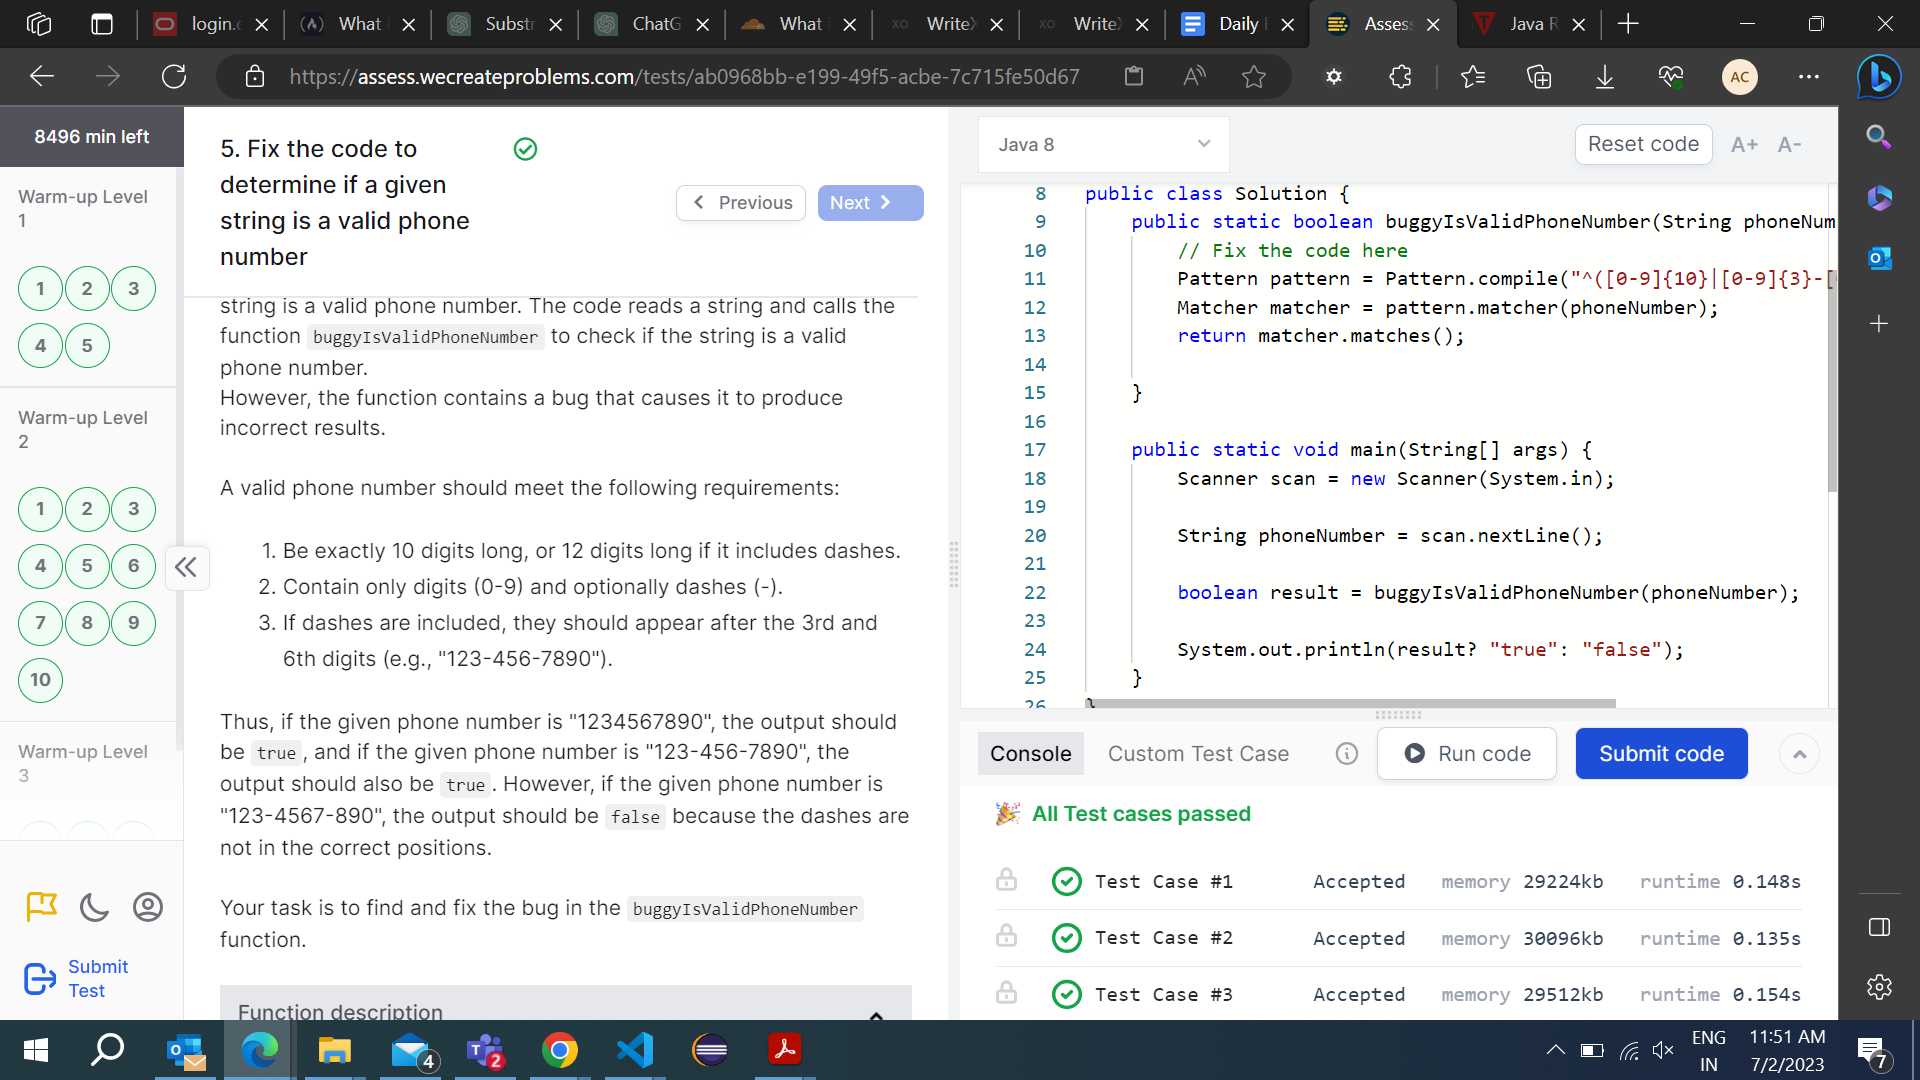 login.c
What
Substr
ChatG
What i
WriteX
WriteX
Daily
Assess
Java R
https://assess.wecreateproblems.com/tests/ab0968bb-e199-49f5-acbe-7c715fe50d67
AC
8496 min left
Warm-up Level
1
1 2 3
4 5
Warm-up Level
2
1 2 3
4 5 6
7 8 9
10
Warm-up Level
3
Submit
Test
5. Fix the code to
determine if a given
string is a valid phone
number
Previous
Next
string is a valid phone number. The code reads a string and calls the
function buggyIsValidPhoneNumber to check if the string is a valid
phone number.
However, the function contains a bug that causes it to produce
incorrect results.
A valid phone number should meet the following requirements:
1. Be exactly 10 digits long, or 12 digits long if it includes dashes.
2. Contain only digits (0-9) and optionally dashes (-).
3. If dashes are included, they should appear after the 3rd and
6th digits (e.g., "123-456-7890").
Thus, if the given phone number is "1234567890", the output should
be true, and if the given phone number is "123-456-7890", the
output should also be true. However, if the given phone number is
"123-4567-890", the output should be false because the dashes are
not in the correct positions.
Your task is to find and fix the bug in the buggyIsValidPhoneNumber
function.
Function description
Java 8
Reset code
A+ A-
8 public class Solution {
9 public static boolean buggyIsValidPhoneNumber(String phoneNum
10 // Fix the code here
11 Pattern pattern = Pattern.compile("^([0-9]{10}|[0-9]{3}-[
12 Matcher matcher = pattern.matcher(phoneNumber);
13 return matcher.matches();
14
15 }
16
17 public static void main(String[] args) {
18 Scanner scan = new Scanner(System.in);
19
20 String phoneNumber = scan.nextLine();
21
22 boolean result = buggyIsValidPhoneNumber(phoneNumber);
23
24 System.out.println(result? "true": "false");
25 }
26 }
Console
Custom Test Case
Run code
Submit code
All Test cases passed
Test Case #1 Accepted memory 29224kb runtime 0.148s
Test Case #2 Accepted memory 30096kb runtime 0.135s
Test Case #3 Accepted memory 29512kb runtime 0.154s
4
2
ENG
IN
11:51 AM
7/2/2023
7